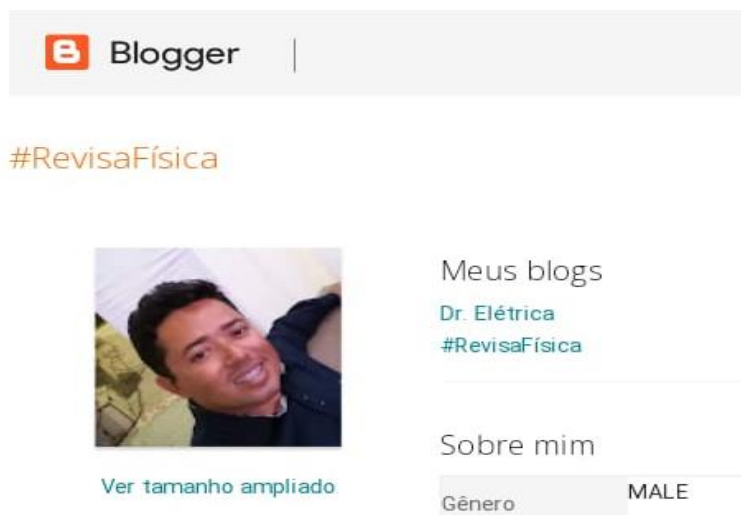 Blogger
#RevisaFísica
Meus blogs
Dr. Elétrica
#RevisaFísica
Ver tamanho ampliado
Sobre mim
Gênero MALE